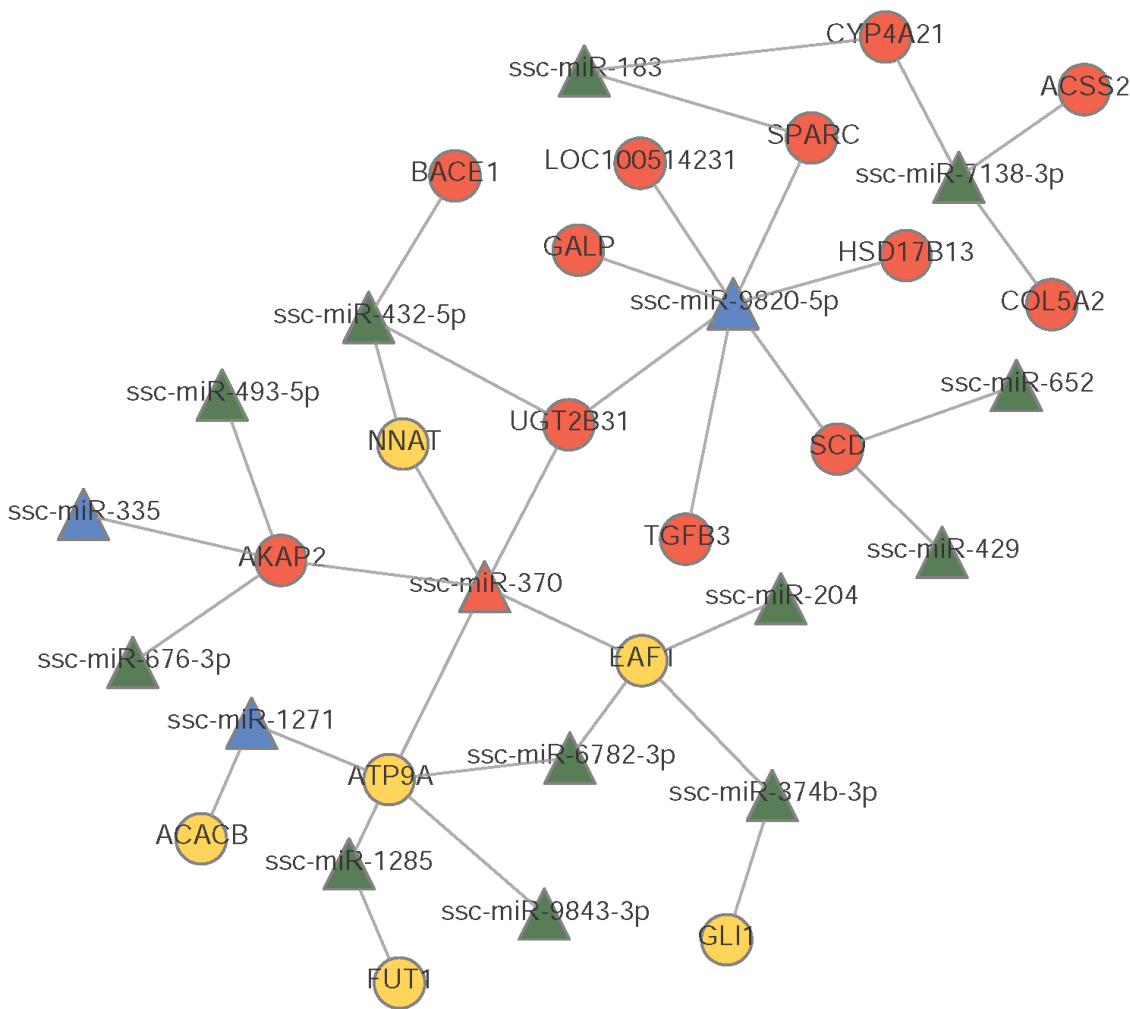 CYP4A21
ssc-miR-183
ACSS2
SPARC
LOC100514231
BACE1
ssc-miR-7138-3p
GALP
HSD17B13
ssc-miR-9820-5p
COL5A2
ssc-miR-432-5p
ssc-miR-652
ssc-miR-493-5p
UGT2B31
NNAT
SCD
ssc-miR-335
TGFB3
ssc-miR-429
AKAP2
ssc-miR-370
ssc-miR-204
ssc-miR-676-3p
EAF1
ssc-miR-1271
ssc-miR-6782-3p
ATP9A
ssc-miR-374b-3p
ACACB
ssc-miR-1285
ssc-miR-9843-3p
GLI1
FUT1